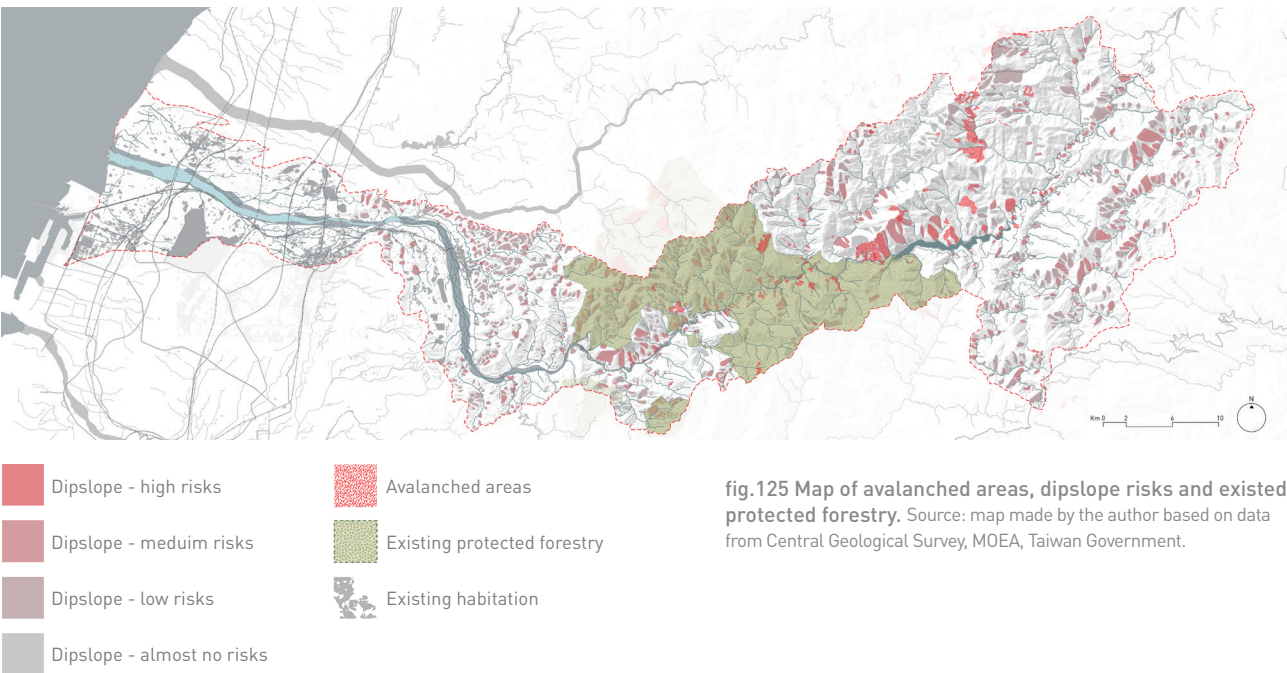 N
Km 0 2 6 10
Dipslope - high risks
Dipslope - meduim risks
Dipslope - low risks
Dipslope - almost no risks
Avalanched areas
Existing protected forestry
Existing habitation
fig.125 Map of avalanched areas, dipslope risks and existed
protected forestry. Source: map made by the author based on data
from Central Geological Survey, MOEA, Taiwan Government.